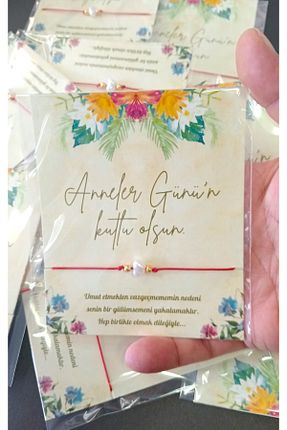 Anneler Günü'n
kutlu olsun.
Umut etmekten vazgeçmememin nedeni
senin bir gülümsemeni yakalamaktır.
Hep birlikte olmak dileğiyle...